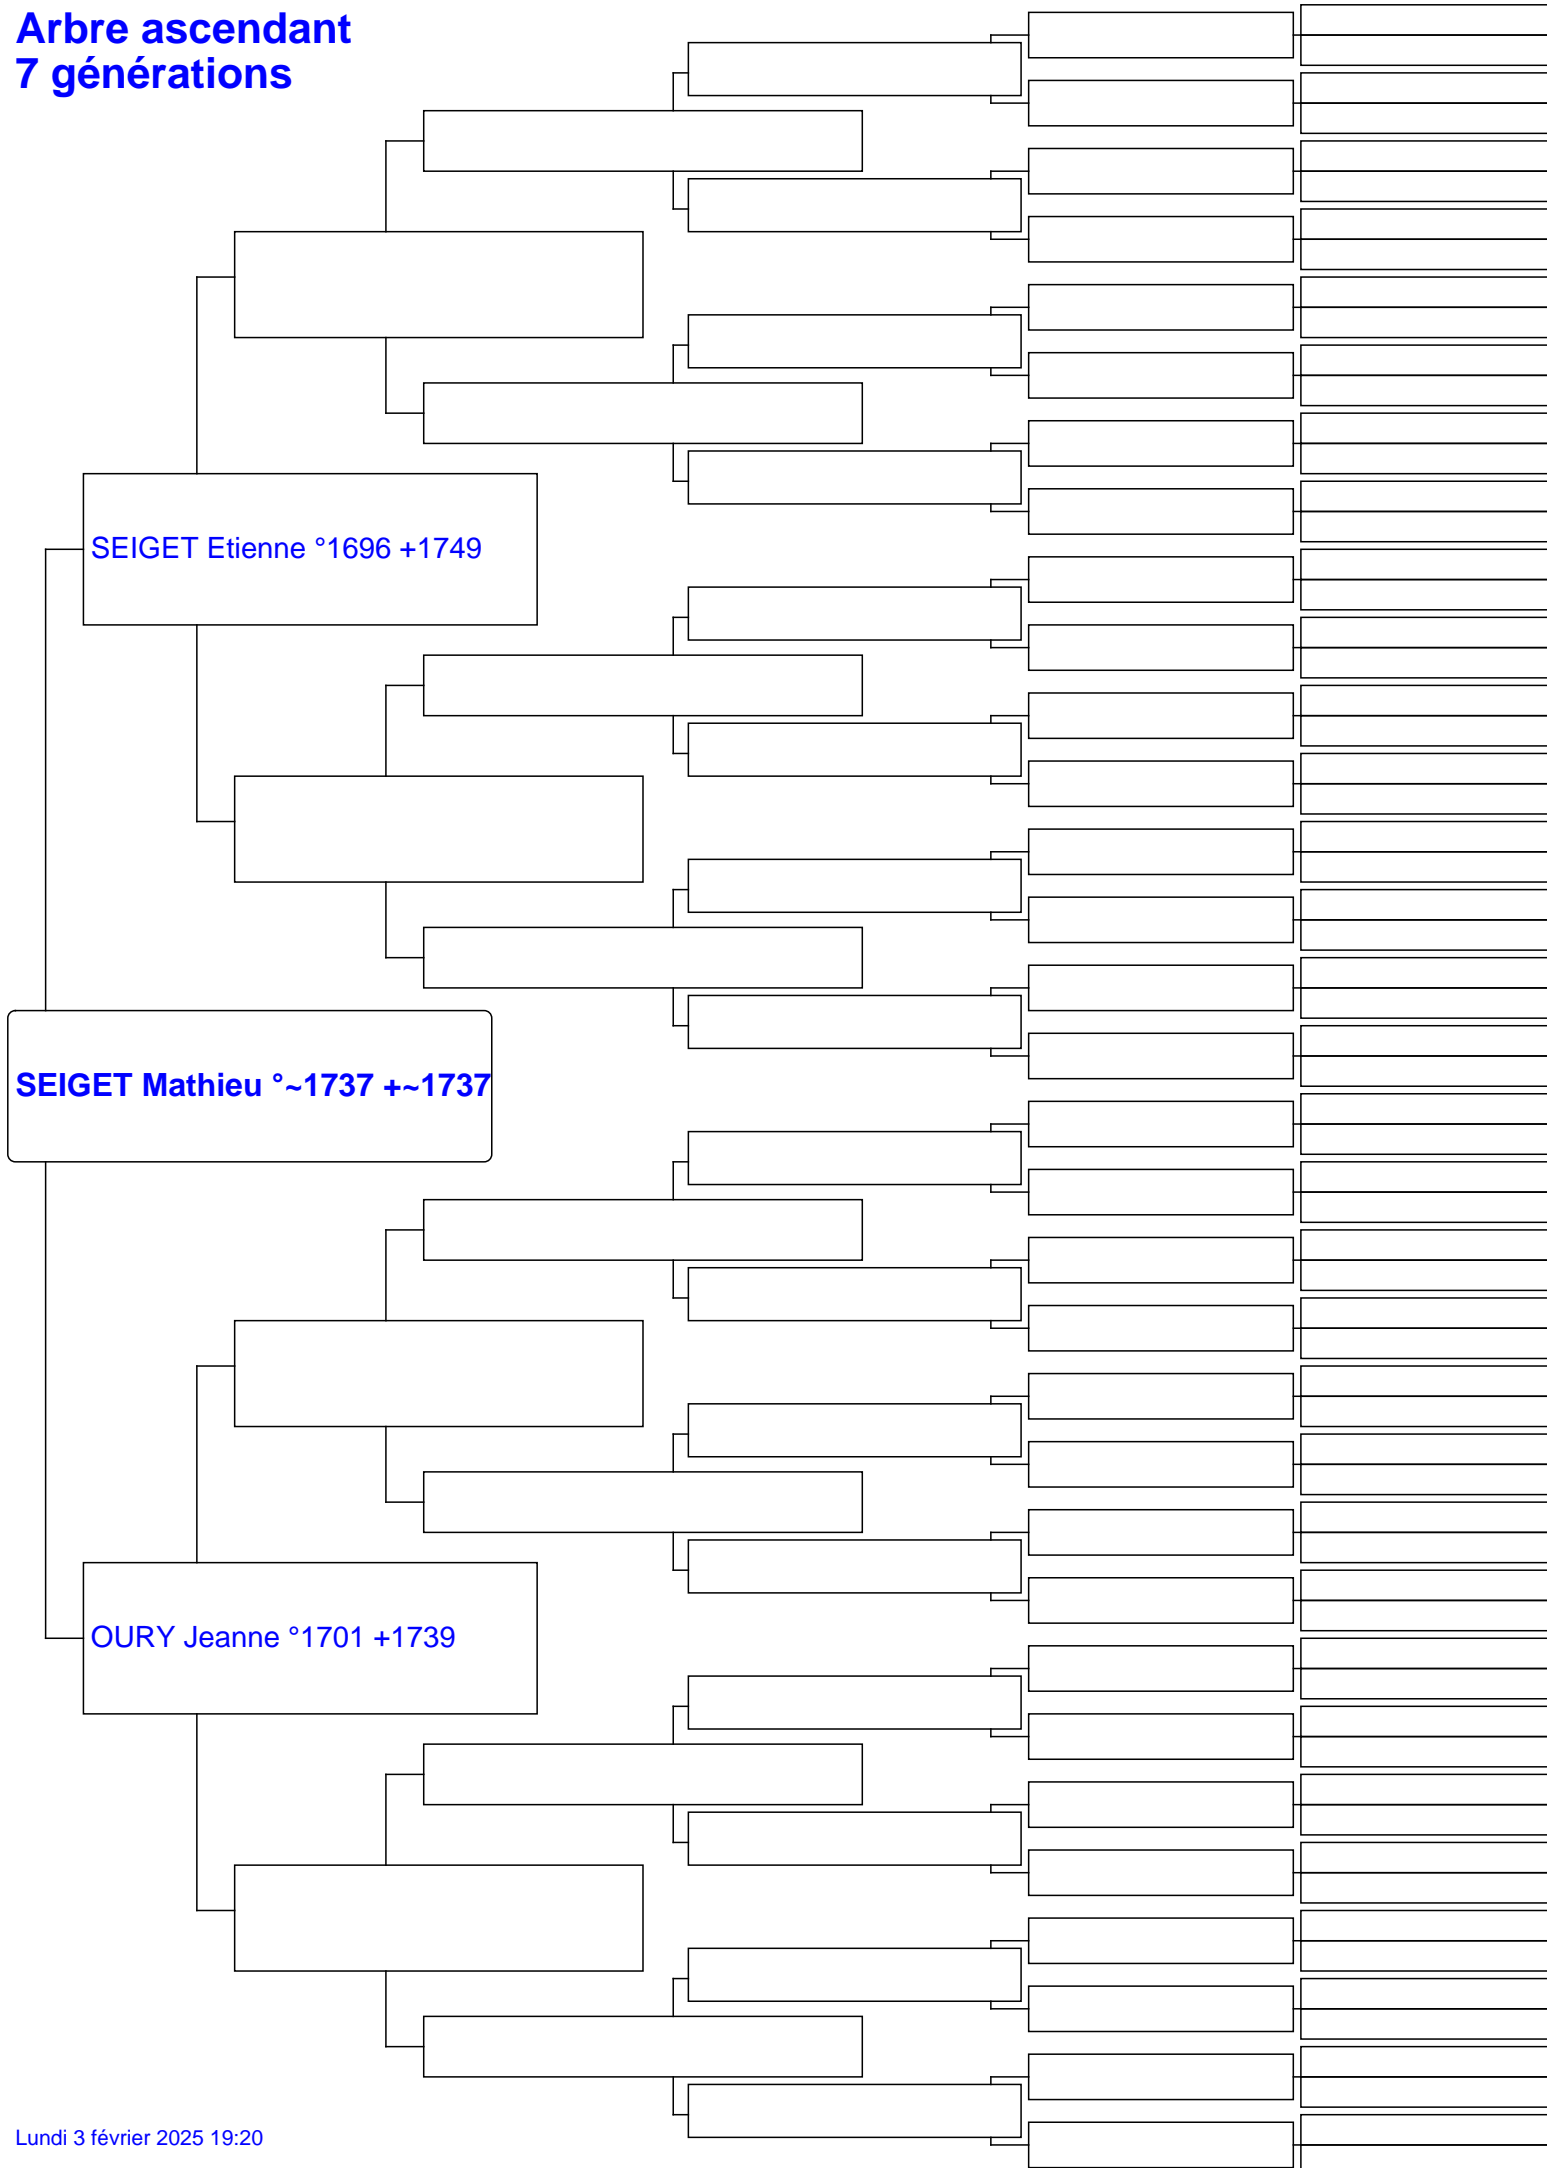 Arbre ascendant
7 générations
SEIGET Etienne °1696 +1749
SEIGET Mathieu °~1737 +~1737
OURY Jeanne °1701 +1739
Lundi 3 février 2025 19:20